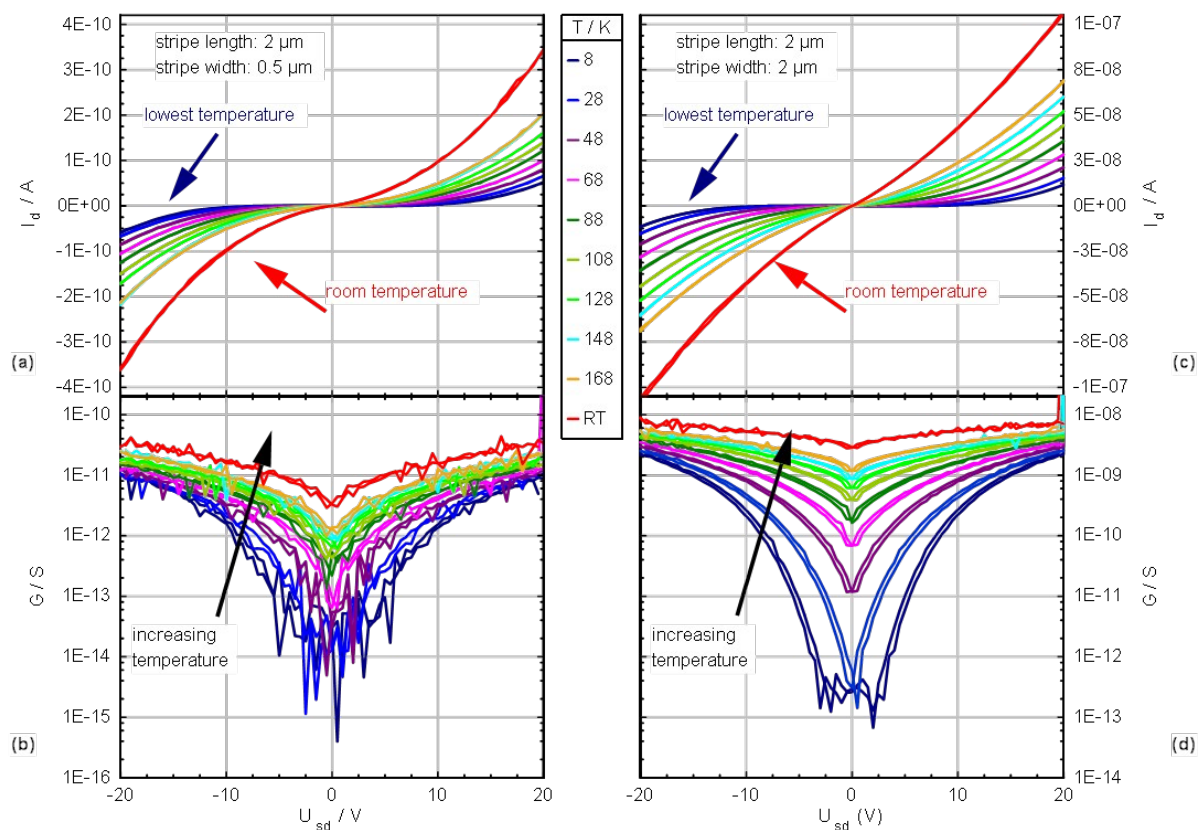 4E-10
3E-10
2E-10
1E-10
0E+00
-1E-10
-2E-10
-3E-10
-4E-10
I_d / A
stripe length: 2 µm
stripe width: 0.5 µm
lowest temperature
room temperature
(a)
T / K
8
28
48
68
88
108
128
148
168
RT
stripe length: 2 µm
stripe width: 2 µm
lowest temperature
room temperature
1E-07
8E-08
5E-08
3E-08
0E+00
-3E-08
-5E-08
-8E-08
-1E-07
I_d / A
(c)
1E-10
1E-11
1E-12
1E-13
1E-14
1E-15
1E-16
G / S
increasing
temperature
(b)
-20
-10
0
10
20
U_sd / V
increasing
temperature
1E-08
1E-09
1E-10
1E-11
1E-12
1E-13
1E-14
G / S
(d)
-20
-10
0
10
20
U_sd (V)